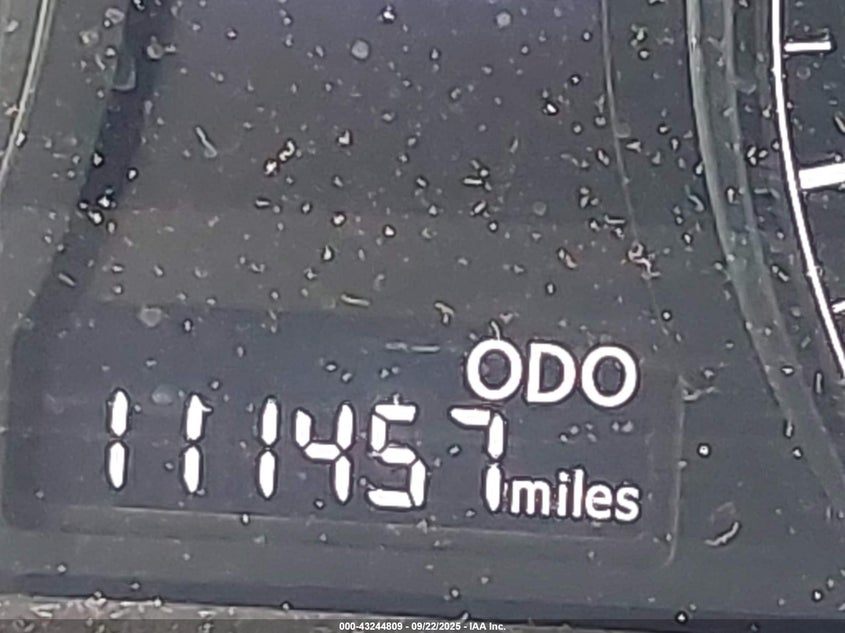 ODO
111457 miles
000-43244809 - 09/22/2025 - IAA Inc.